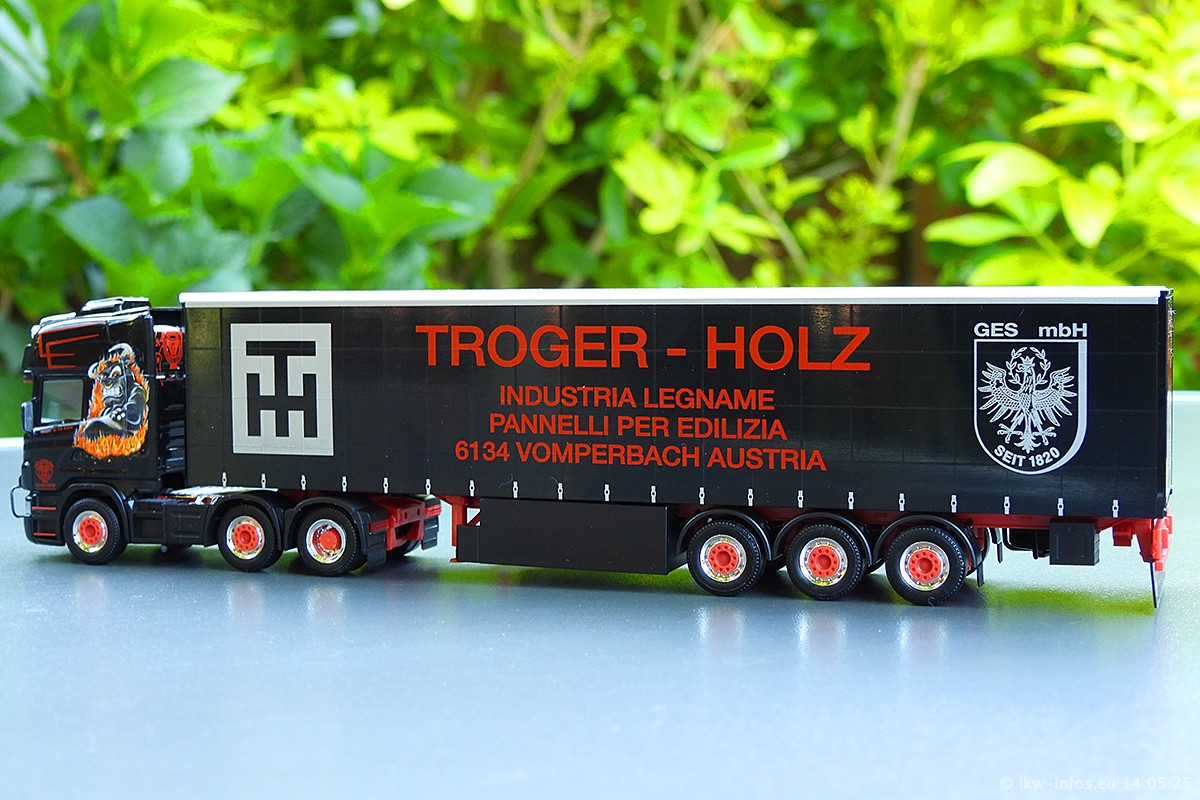 TROGER - HOLZ
INDUSTRIA LEGNAME
PANNELLI PER EDILIZIA
6134 VOMPERBACH AUSTRIA
TH
GES mbH
SEIT 1820
© lkw-infos.eu 14.05.25